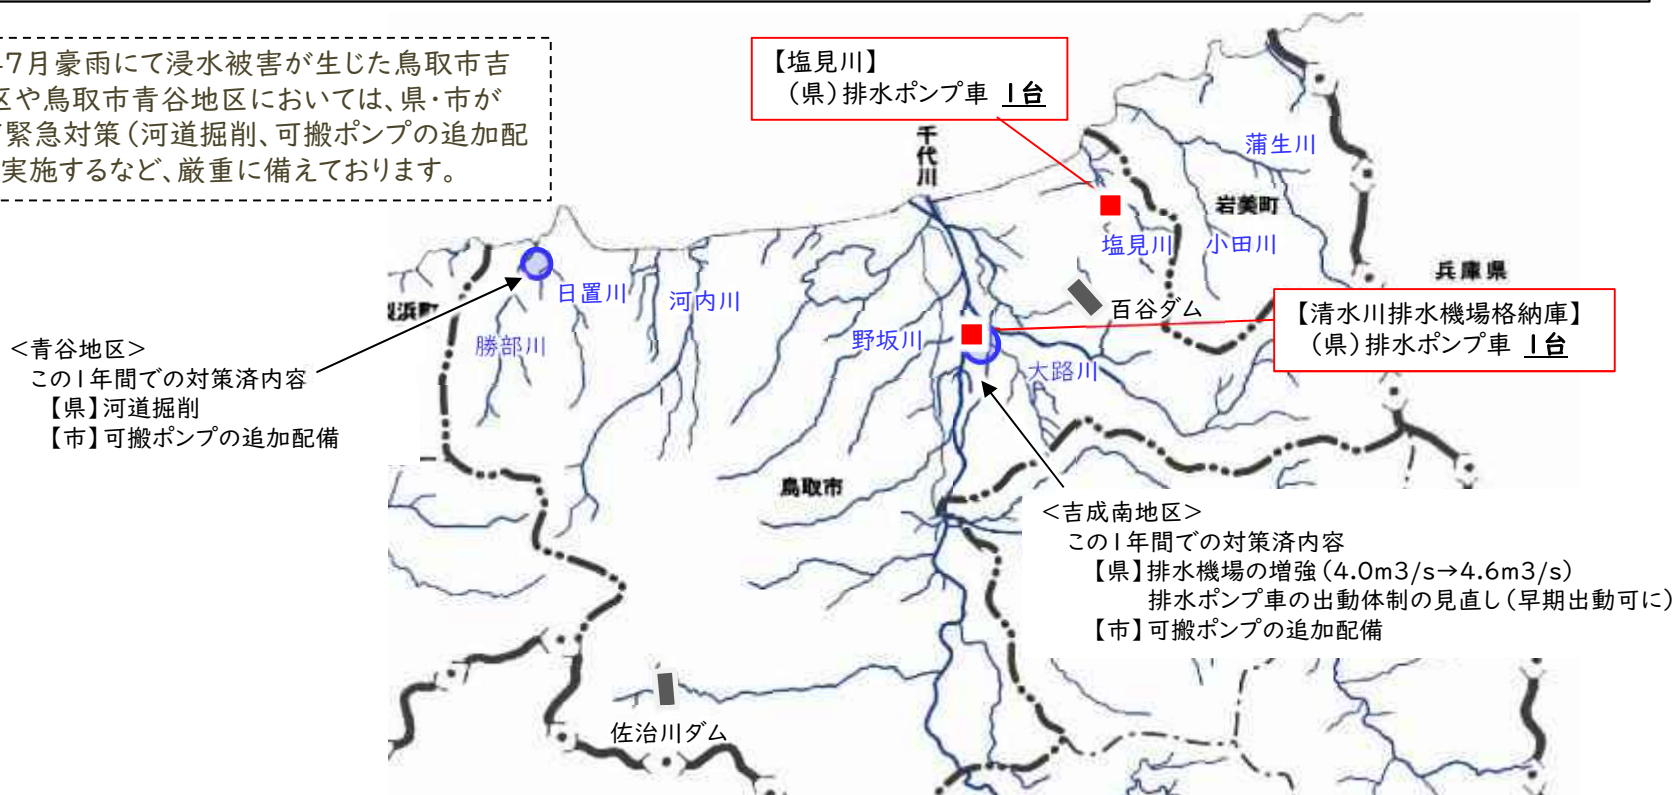 7月豪雨にて浸水被害が生じた鳥取市吉
区や鳥取市青谷地区においては、県・市が
緊急対策（河道掘削、可搬ポンプの追加配
実施するなど、厳重に備えております。
【塩見川】
（県）排水ポンプ車 1台
千代川
蒲生川
岩美町
塩見川
小田川
兵庫県
百谷ダム
【清水川排水機場格納庫】
（県）排水ポンプ車 1台
日置川
河内川
勝部川
野坂川
大路川
浜町
＜青谷地区＞
この1年間での対策済内容
【県】河道掘削
【市】可搬ポンプの追加配備
鳥取市
＜吉成南地区＞
この1年間での対策済内容
【県】排水機場の増強（4.0m3/s→4.6m3/s）
排水ポンプ車の出動体制の見直し（早期出動可に）
【市】可搬ポンプの追加配備
佐治川ダム